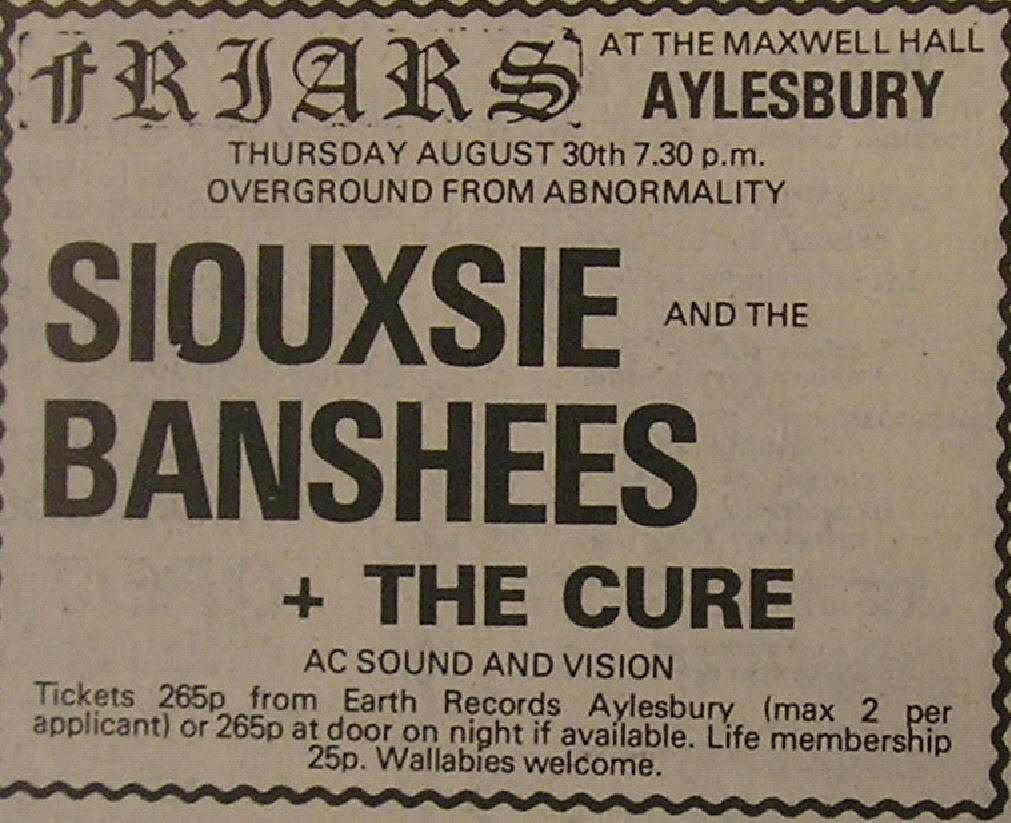 fRIARS AT THE MAXWELL HALL
AYLESBURY
THURSDAY AUGUST 30th 7.30 p.m.
OVERGROUND FROM ABNORMALITY
SIOUXSIE AND THE
BANSHEES
+ THE CURE
AC SOUND AND VISION
Tickets 265p from Earth Records Aylesbury (max 2 per
applicant) or 265p at door on night if available. Life membership
25p. Wallabies welcome.